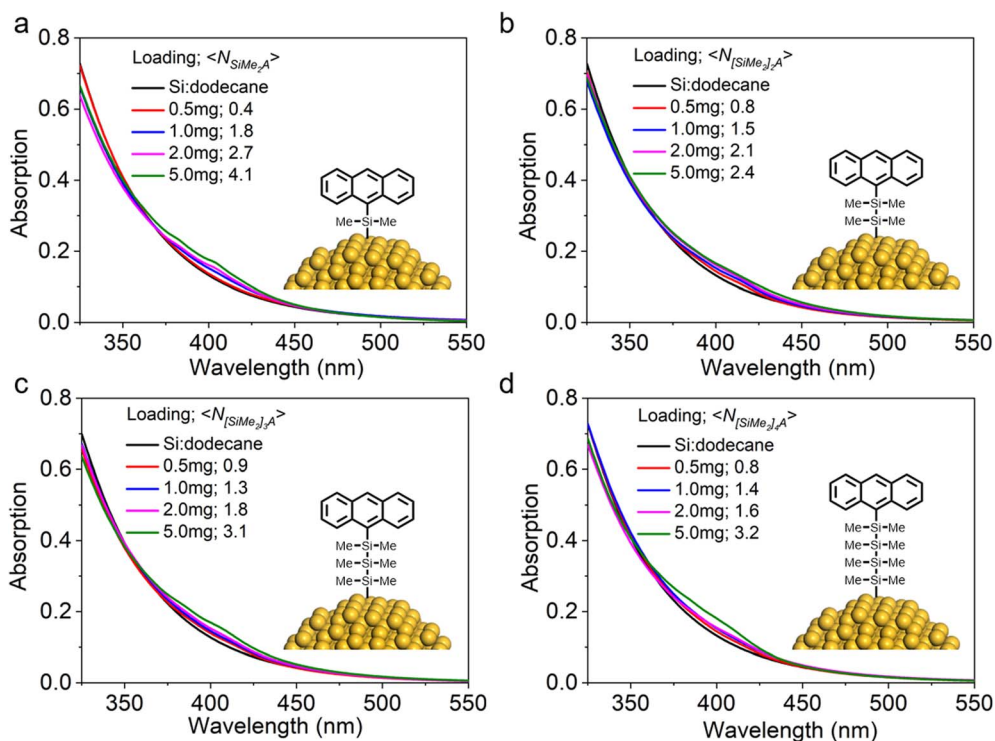 a
0.8
0.6
0.4
0.2
0.0
Absorption
Loading; <N_{SiMe₂A}>
Si:dodecane
0.5mg; 0.4
1.0mg; 1.8
2.0mg; 2.7
5.0mg; 4.1
Me Si Me
350 400 450 500 550
Wavelength (nm)
b
0.8
0.6
0.4
0.2
0.0
Absorption
Loading; <N_{[SiMe₂]₂A}>
Si:dodecane
0.5mg; 0.8
1.0mg; 1.5
2.0mg; 2.1
5.0mg; 2.4
Me Si Me
Me Si Me
350 400 450 500 550
Wavelength (nm)
c
0.8
0.6
0.4
0.2
0.0
Absorption
Loading; <N_{[SiMe₂]₃A}>
Si:dodecane
0.5mg; 0.9
1.0mg; 1.3
2.0mg; 1.8
5.0mg; 3.1
Me Si Me
Me Si Me
Me Si Me
350 400 450 500 550
Wavelength (nm)
d
0.8
0.6
0.4
0.2
0.0
Absorption
Loading; <N_{[SiMe₂]₄A}>
Si:dodecane
0.5mg; 0.8
1.0mg; 1.4
2.0mg; 1.6
5.0mg; 3.2
Me Si Me
Me Si Me
Me Si Me
Me Si Me
350 400 450 500 550
Wavelength (nm)